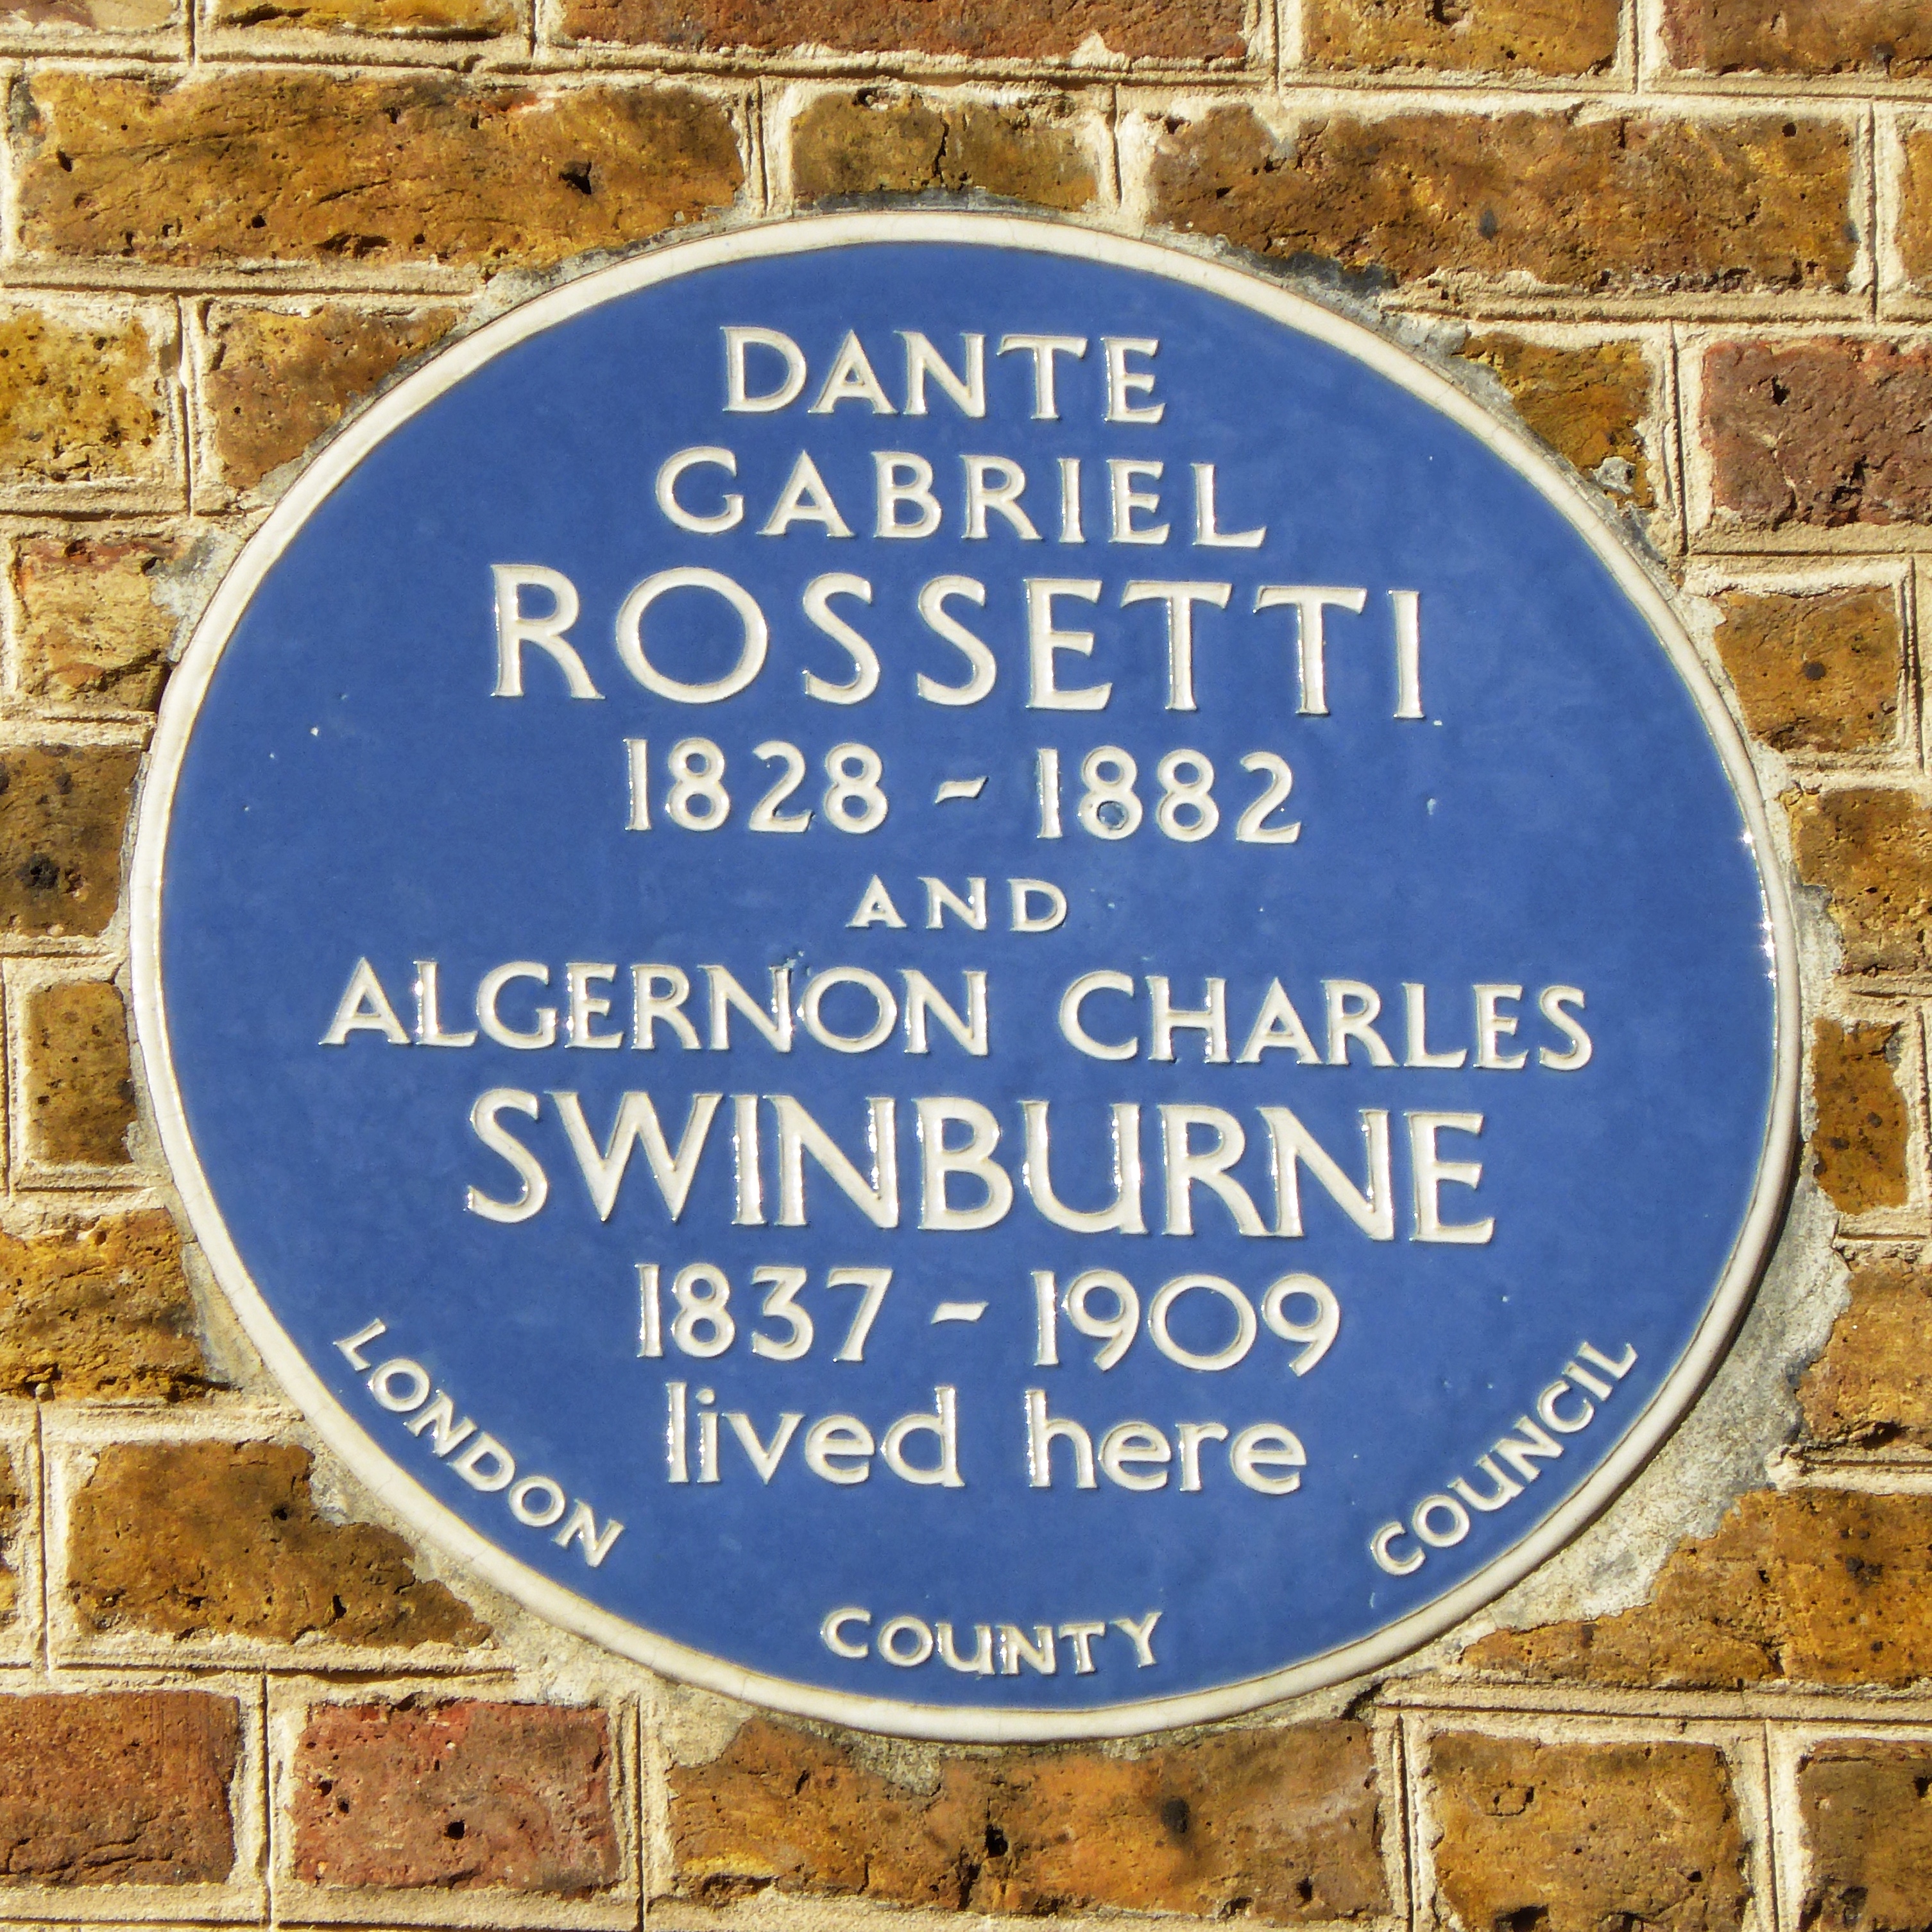 DANTE
GABRIEL
ROSSETTI
1828 - 1882
AND
ALGERNON CHARLES
SWINBURNE
1837 - 1909
lived here
LONDON COUNTY COUNCIL